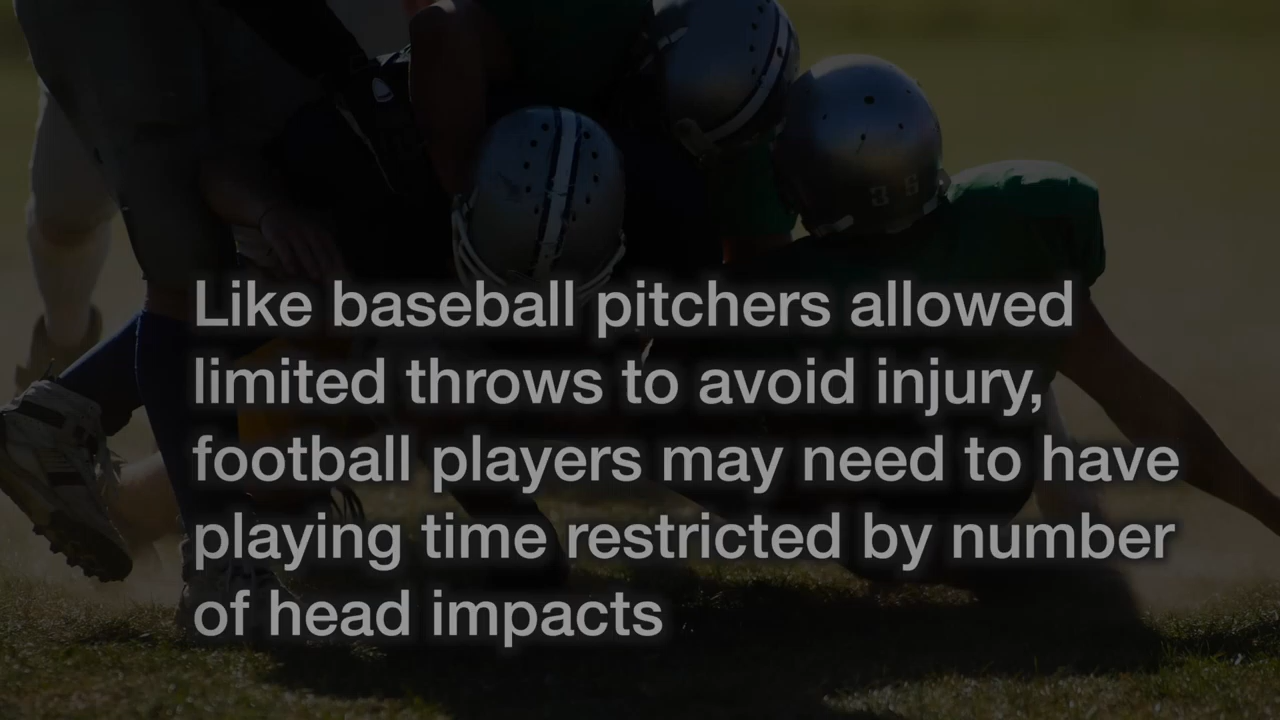 36
Like baseball pitchers allowed
limited throws to avoid injury,
football players may need to have
playing time restricted by number
of head impacts